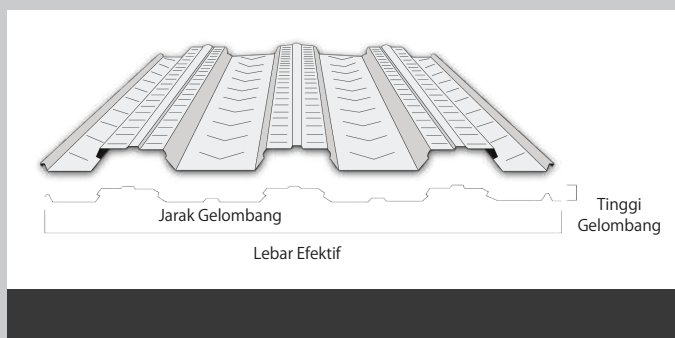 Jarak Gelombang
Tinggi
Gelombang
Lebar Efektif